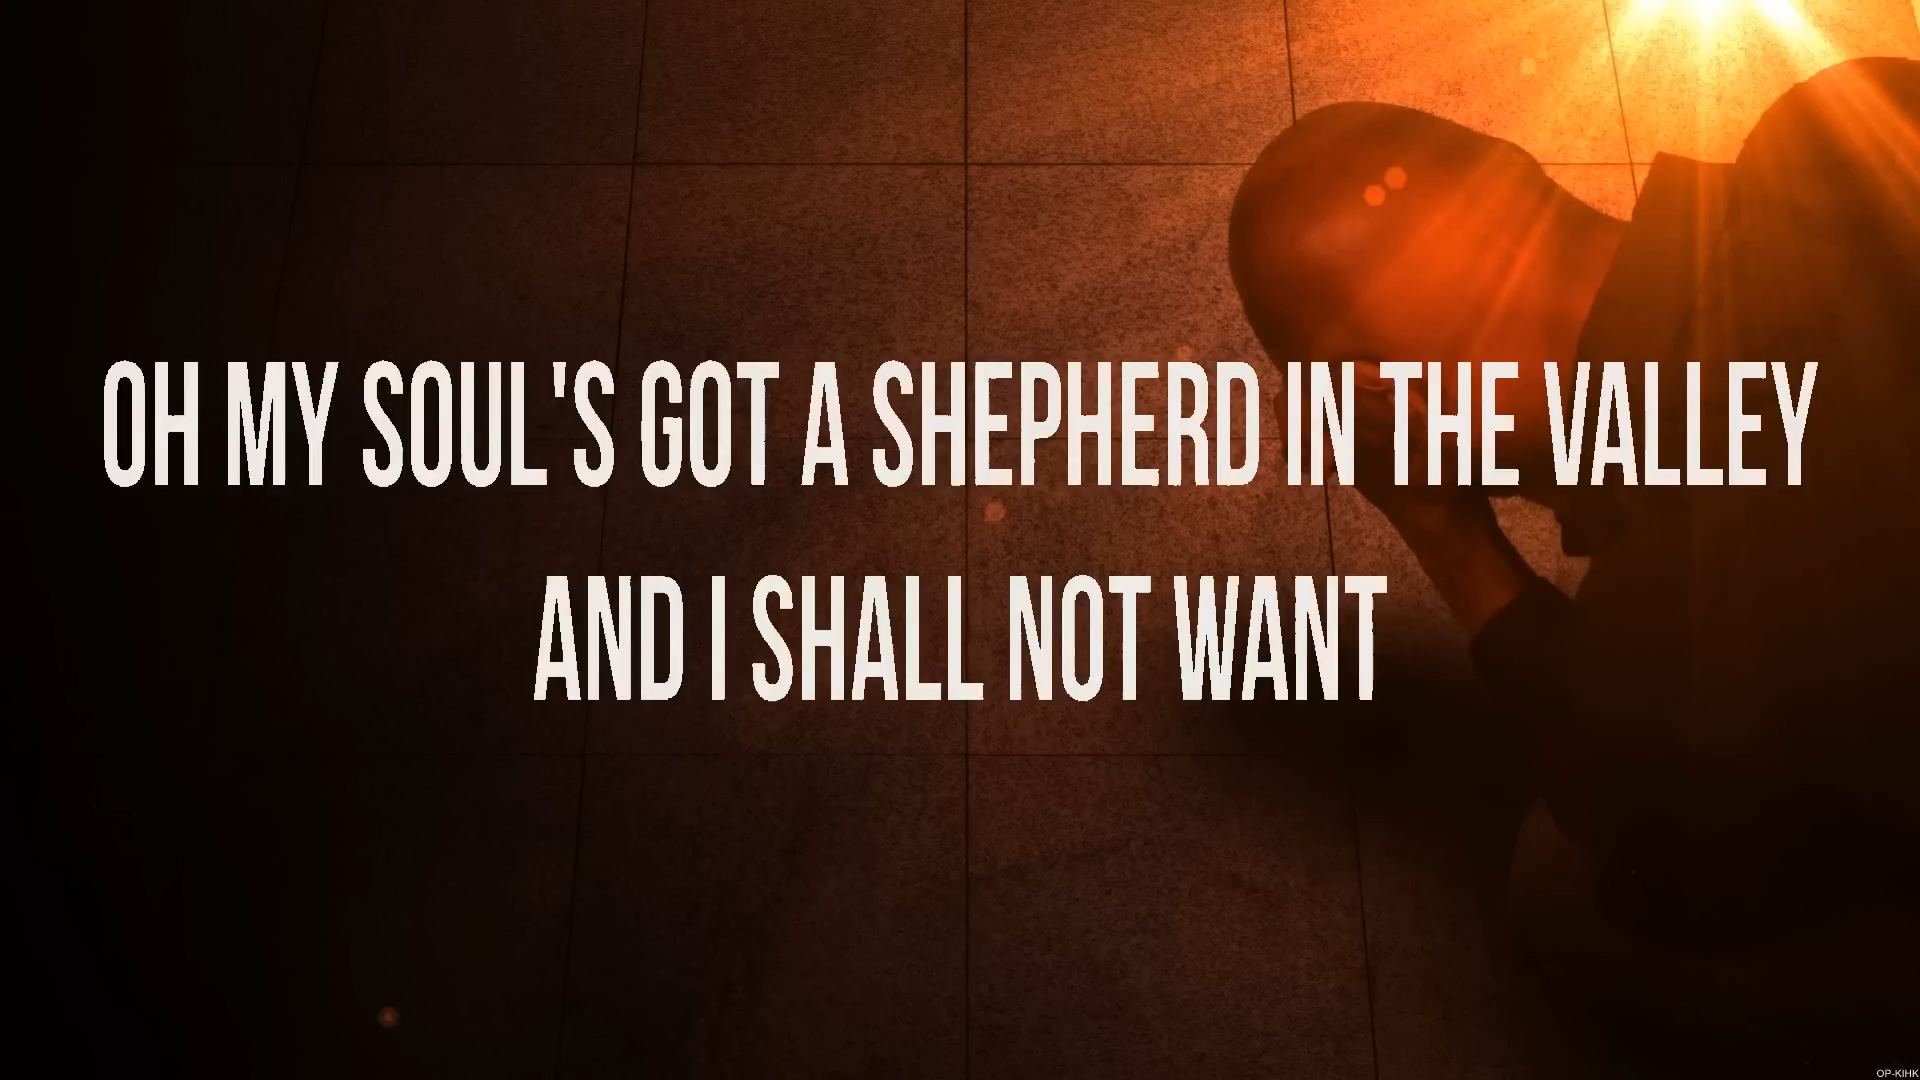 OH MY SOUL'S GOT A SHEPHERD IN THE VALLEY
AND I SHALL NOT WANT
OP-KIHK